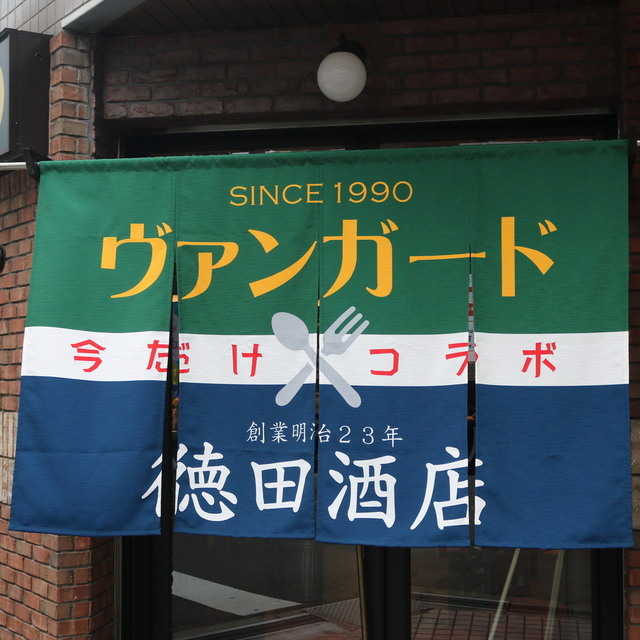 SINCE 1990
ヴァンガード
今だけ コラボ
創業明治23年
徳田酒店